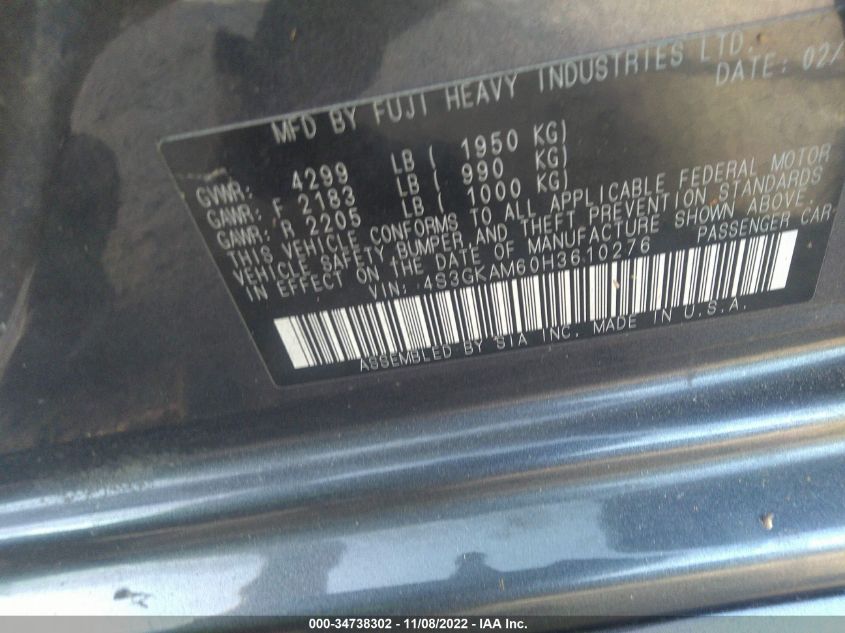 MFD BY FUJI HEAVY INDUSTRIES LTD.
DATE: 02/
GVWR: 4299 LB ( 1950 KG)
GAWR: F 2183 LB ( 990 KG)
GAWR: R 2205 LB ( 1000 KG)
THIS VEHICLE CONFORMS TO ALL APPLICABLE FEDERAL MOTOR
VEHICLE SAFETY, BUMPER, AND THEFT PREVENTION STANDARDS
IN EFFECT ON THE DATE OF MANUFACTURE SHOWN ABOVE.
VIN: 4S3GKAM60H3610276 PASSENGER CAR
ASSEMBLED BY SIA INC. MADE IN U.S.A.
000-34738302 - 11/08/2022 - IAA Inc.